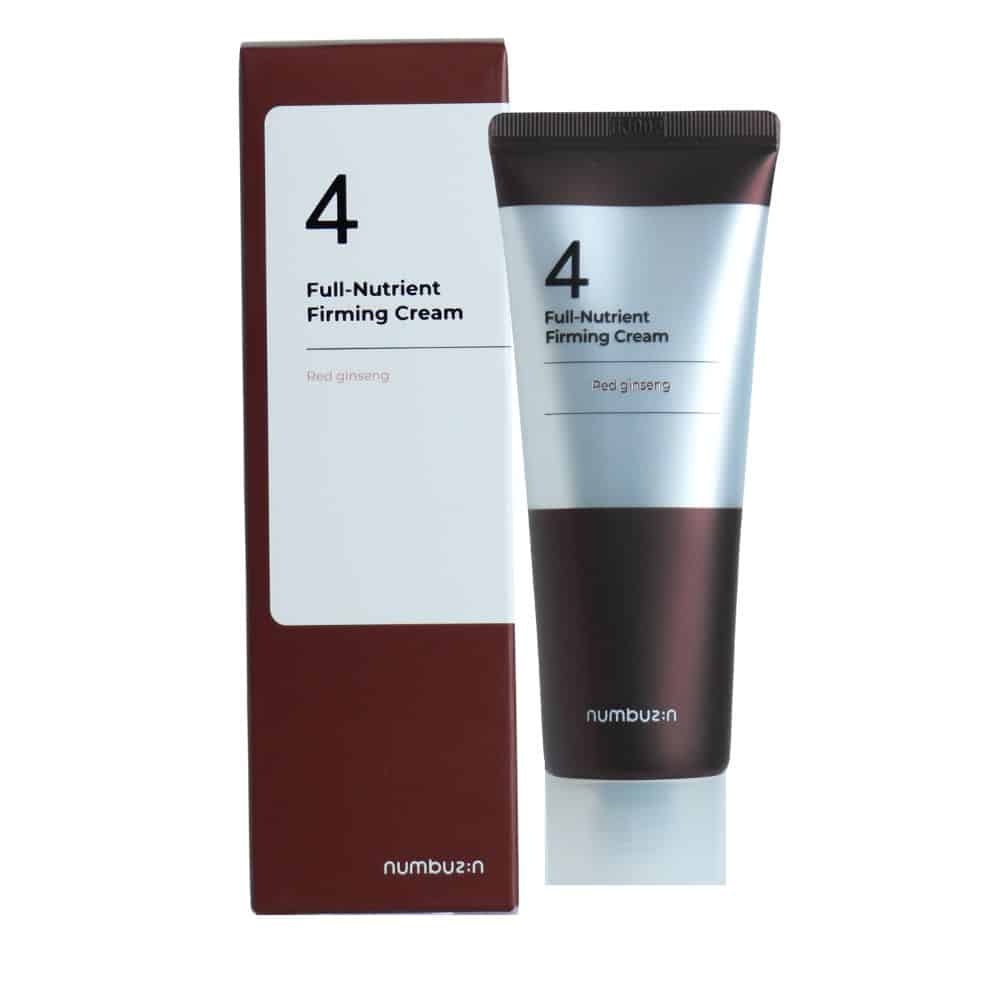 4
Full-Nutrient
Firming Cream
Red ginseng
numbuz:n
4
Full-Nutrient
Firming Cream
Red ginseng
numbuz:n